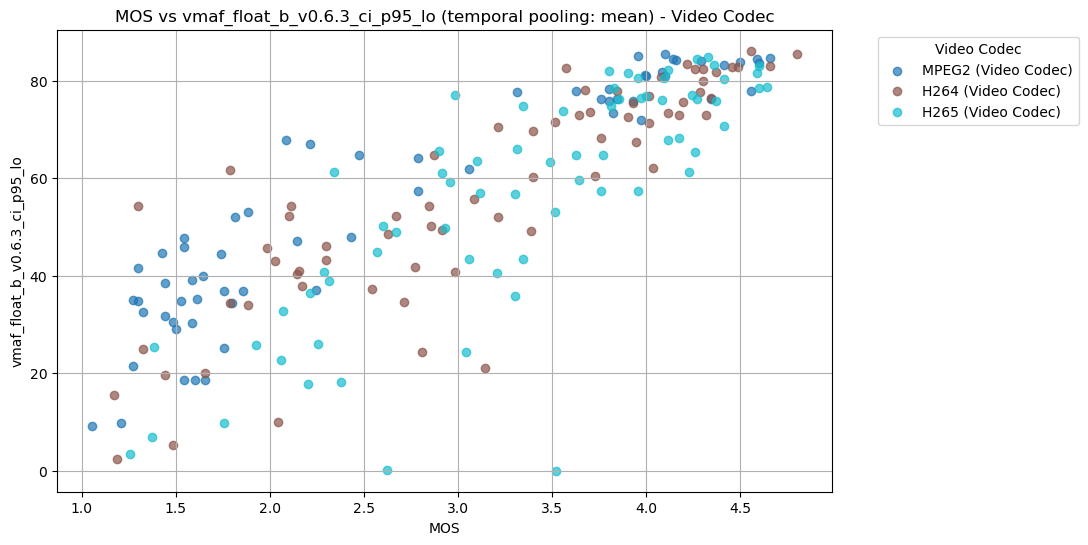 MOS vs vmaf_float_b_v0.6.3_ci_p95_lo (temporal pooling: mean) - Video Codec
vmaf_float_b_v0.6.3_ci_p95_lo
80
60
40
20
0
1.0 1.5 2.0 2.5 3.0 3.5 4.0 4.5
MOS
Video Codec
MPEG2 (Video Codec)
H264 (Video Codec)
H265 (Video Codec)